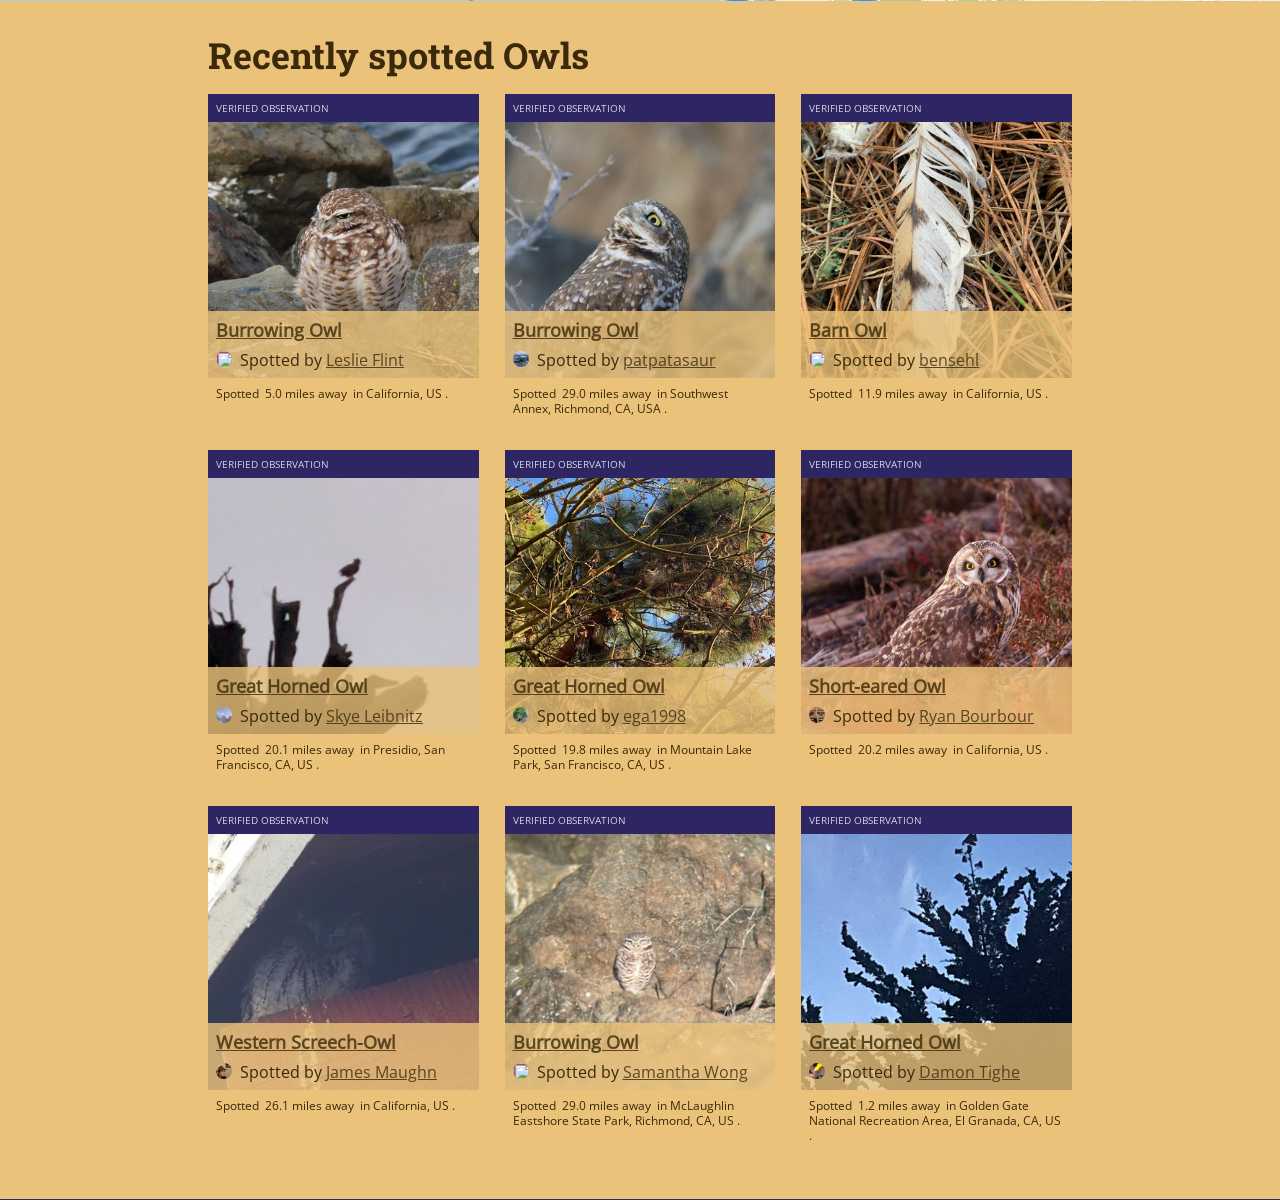 Recently spotted Owls
VERIFIED OBSERVATION
Burrowing Owl
Spotted by Leslie Flint
Spotted 5.0 miles away in California, US .
VERIFIED OBSERVATION
Burrowing Owl
Spotted by patpatasaur
Spotted 29.0 miles away in Southwest
Annex, Richmond, CA, USA .
VERIFIED OBSERVATION
Barn Owl
Spotted by bensehl
Spotted 11.9 miles away in California, US .
VERIFIED OBSERVATION
Great Horned Owl
Spotted by Skye Leibnitz
Spotted 20.1 miles away in Presidio, San
Francisco, CA, US .
VERIFIED OBSERVATION
Great Horned Owl
Spotted by ega1998
Spotted 19.8 miles away in Mountain Lake
Park, San Francisco, CA, US .
VERIFIED OBSERVATION
Short-eared Owl
Spotted by Ryan Bourbour
Spotted 20.2 miles away in California, US .
VERIFIED OBSERVATION
Western Screech-Owl
Spotted by James Maughn
Spotted 26.1 miles away in California, US .
VERIFIED OBSERVATION
Burrowing Owl
Spotted by Samantha Wong
Spotted 29.0 miles away in McLaughlin
Eastshore State Park, Richmond, CA, US .
VERIFIED OBSERVATION
Great Horned Owl
Spotted by Damon Tighe
Spotted 1.2 miles away in Golden Gate
National Recreation Area, El Granada, CA, US
.